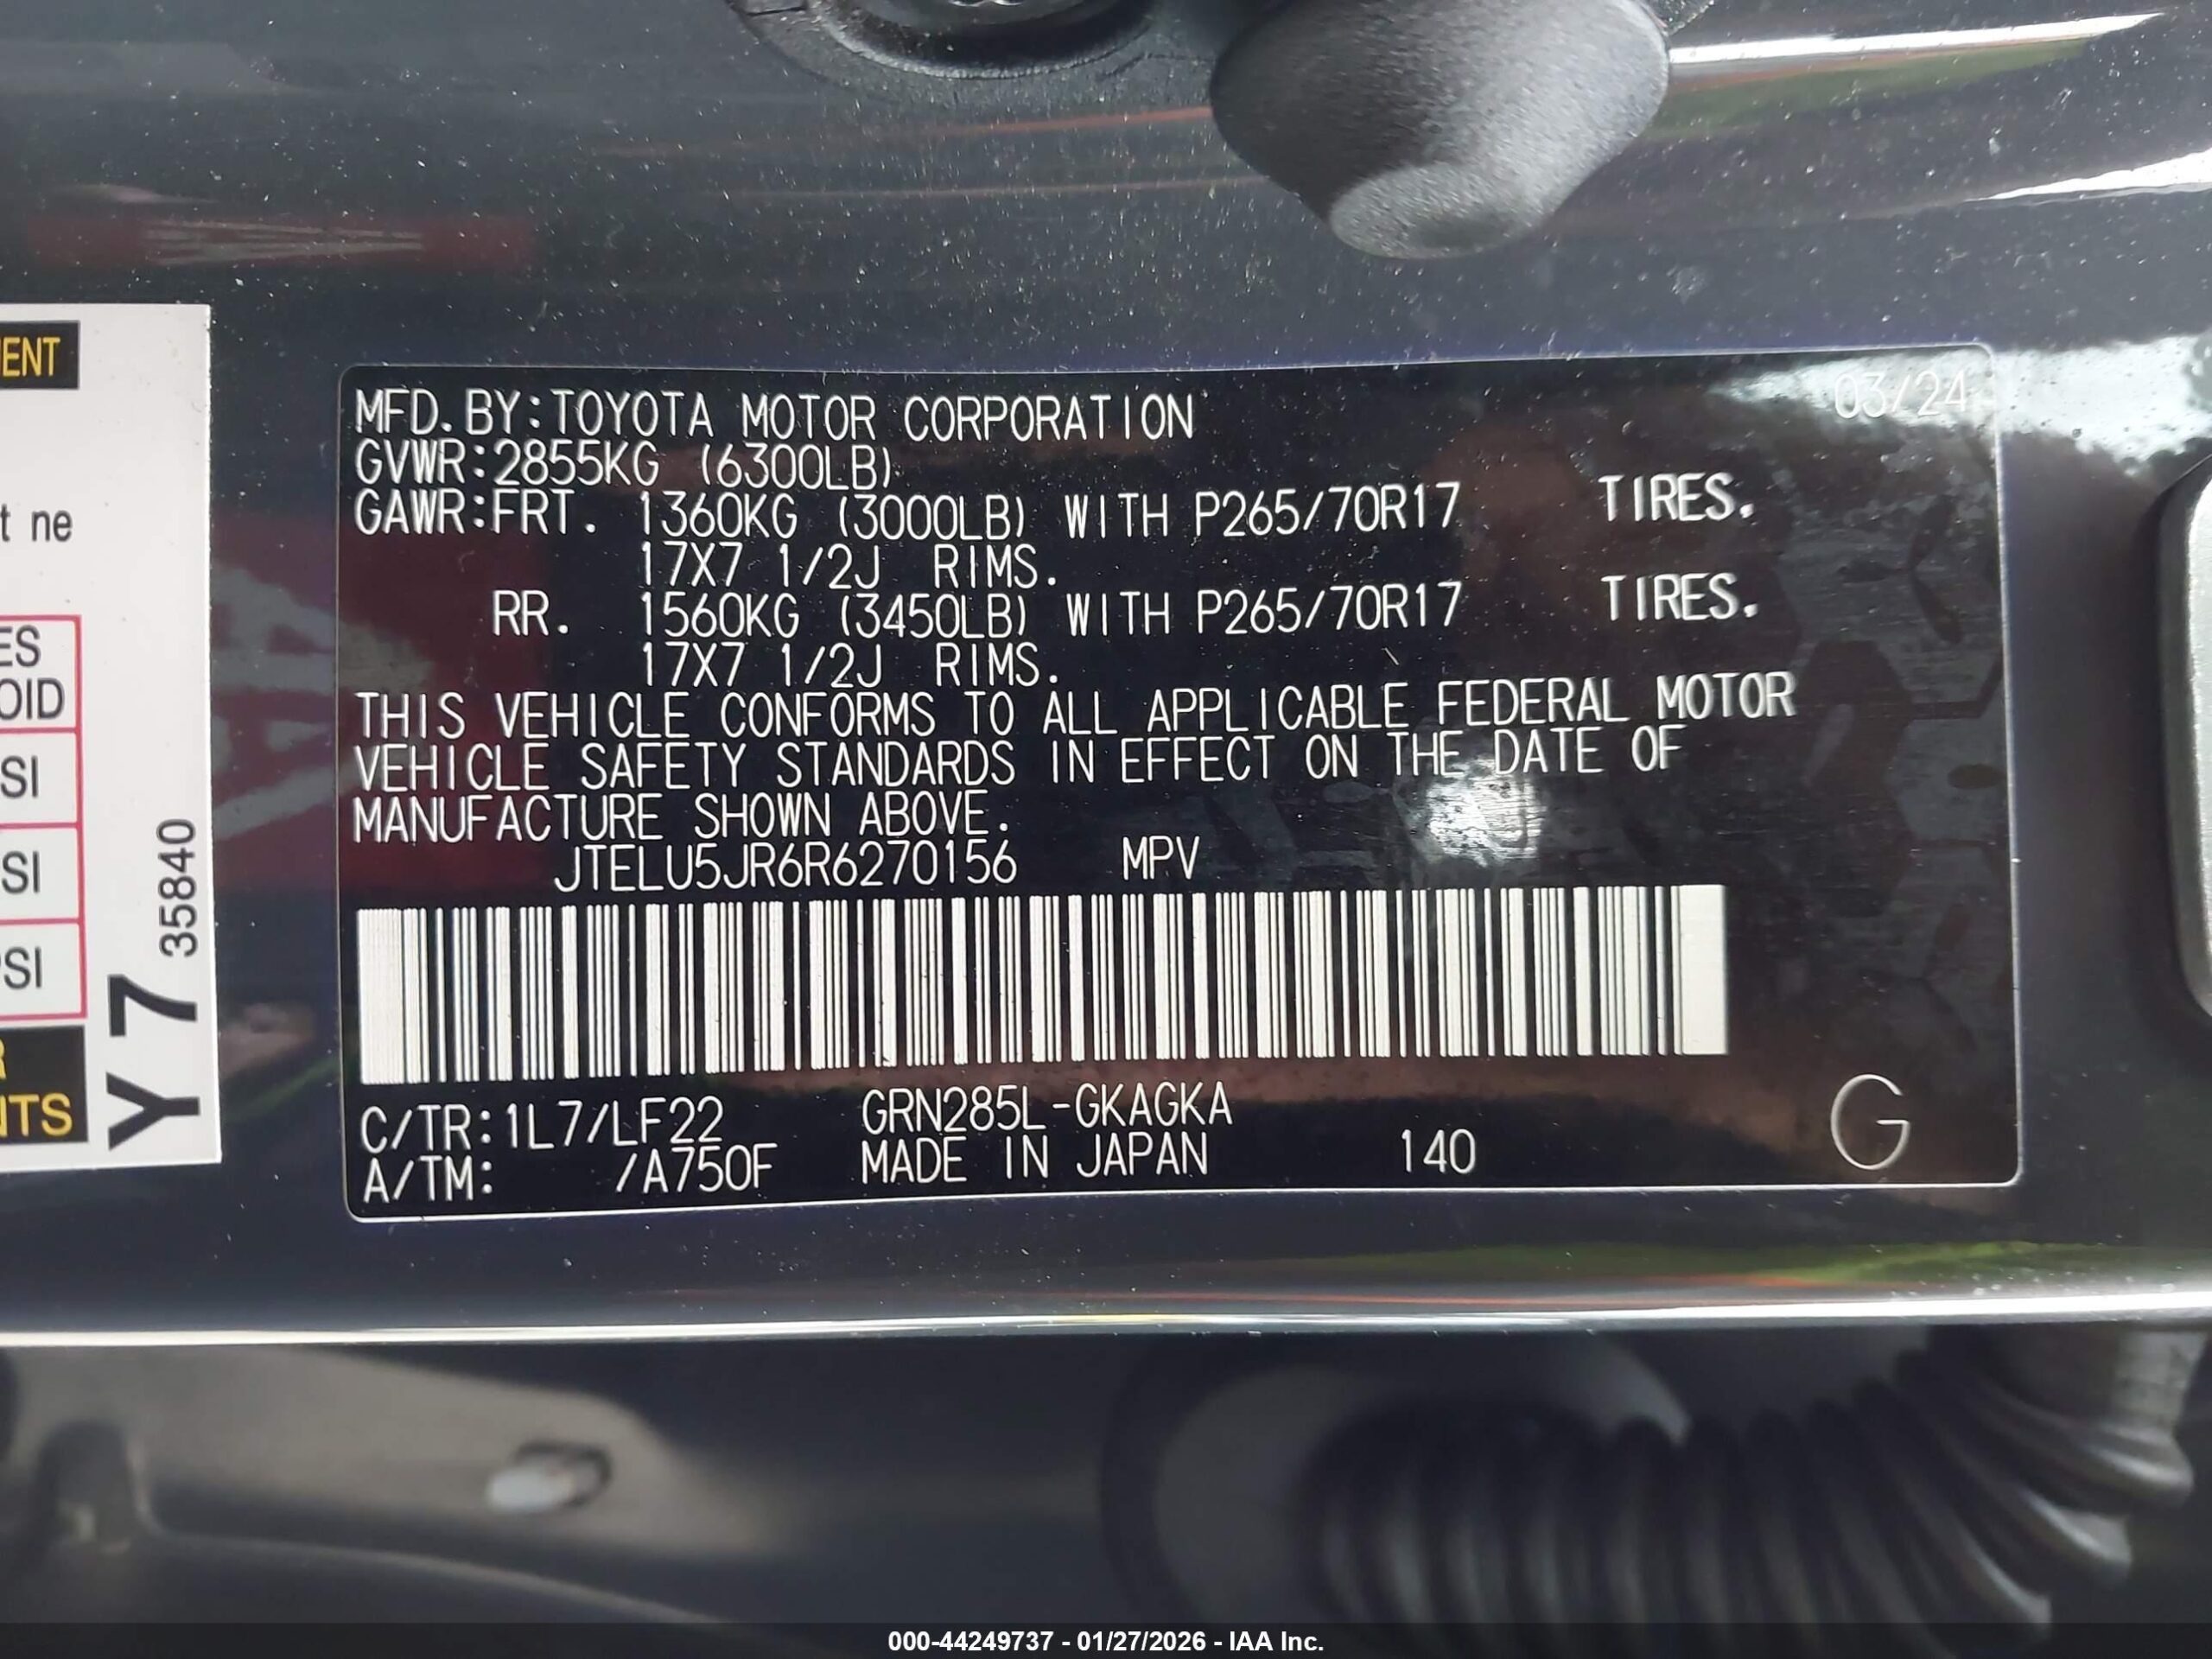 MFD.BY:TOYOTA MOTOR CORPORATION 03/24
GVWR:2855KG (6300LB)
GAWR:FRT. 1360KG (3000LB) WITH P265/70R17 TIRES.
17X7 1/2J RIMS.
RR. 1560KG (3450LB) WITH P265/70R17 TIRES.
17X7 1/2J RIMS.
THIS VEHICLE CONFORMS TO ALL APPLICABLE FEDERAL MOTOR
VEHICLE SAFETY STANDARDS IN EFFECT ON THE DATE OF
MANUFACTURE SHOWN ABOVE.
JTELU5JR6R6270156 MPV
C/TR:1L7/LF22 GRN285L-GKAGKA
A/TM: /A750F MADE IN JAPAN 140 G
ENT
t ne
ES
OID
SI
SI
SI
R
NTS
Y7 35840
000-44249737 - 01/27/2026 - IAA Inc.